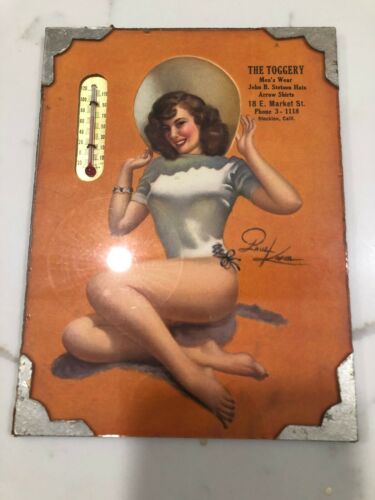 THE TOGGERY
Men's Wear
John B. Stetson Hats
Arrow Shirts
18 E. Market St.
Phone 3-1118
Stockton, Calif.